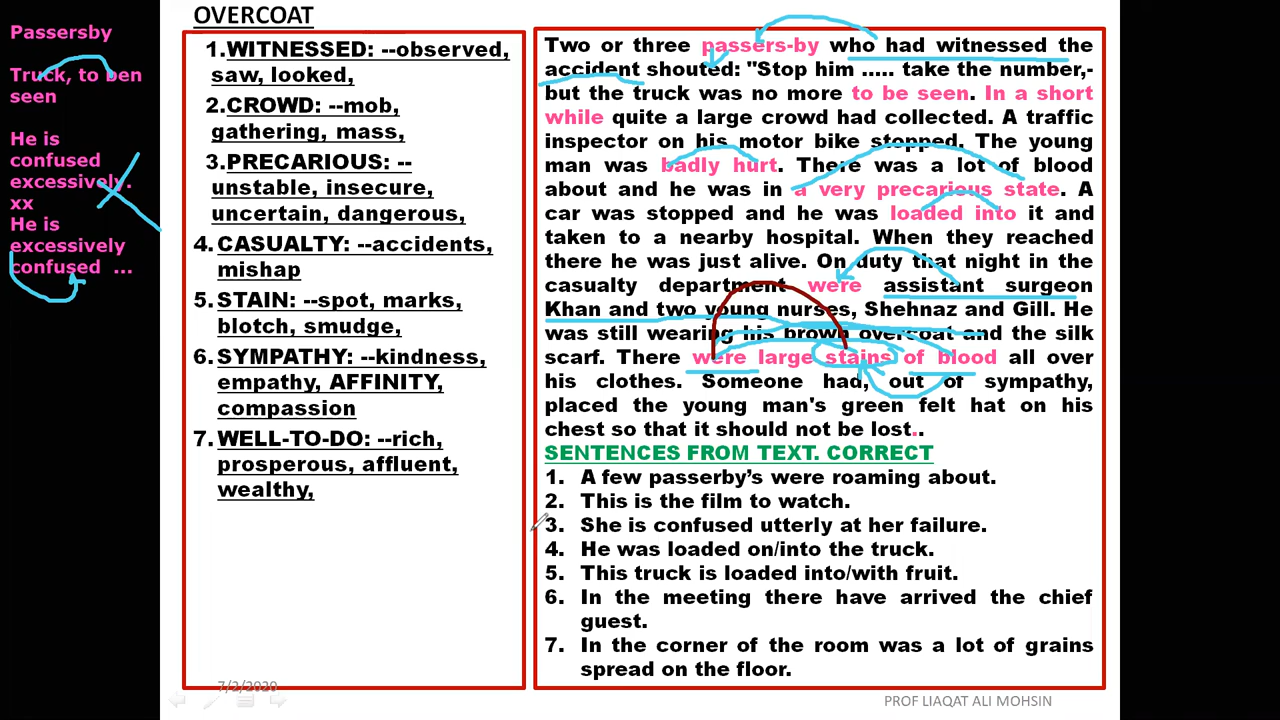 Passersby
Truck, to ben
seen
He is
confused
excessively.
xx
He is
excessively
confused ...
OVERCOAT
1.WITNESSED: --observed,
saw, looked,
2.CROWD: --mob,
gathering, mass,
3.PRECARIOUS: --
unstable, insecure,
uncertain, dangerous,
4. CASUALTY: --accidents,
mishap
5. STAIN: --spot, marks,
blotch, smudge,
6. SYMPATHY: --kindness,
empathy, AFFINITY,
compassion
7. WELL-TO-DO: --rich,
prosperous, affluent,
wealthy,
7/2/2020
Two or three passers-by who had witnessed the
accident shouted: "Stop him ..... take the number,-
but the truck was no more to be seen. In a short
while quite a large crowd had collected. A traffic
inspector on his motor bike stopped. The young
man was badly hurt. There was a lot of blood
about and he was in a very precarious state. A
car was stopped and he was loaded into it and
taken to a nearby hospital. When they reached
there he was just alive. On duty that night in the
casualty department were assistant surgeon
Khan and two young nurses, Shehnaz and Gill. He
was still wearing his brown overcoat and the silk
scarf. There were large stains of blood all over
his clothes. Someone had, out of sympathy,
placed the young man's green felt hat on his
chest so that it should not be lost..
SENTENCES FROM TEXT. CORRECT
1. A few passerby’s were roaming about.
2. This is the film to watch.
3. She is confused utterly at her failure.
4. He was loaded on/into the truck.
5. This truck is loaded into/with fruit.
6. In the meeting there have arrived the chief
guest.
7. In the corner of the room was a lot of grains
spread on the floor.
PROF LIAQAT ALI MOHSIN